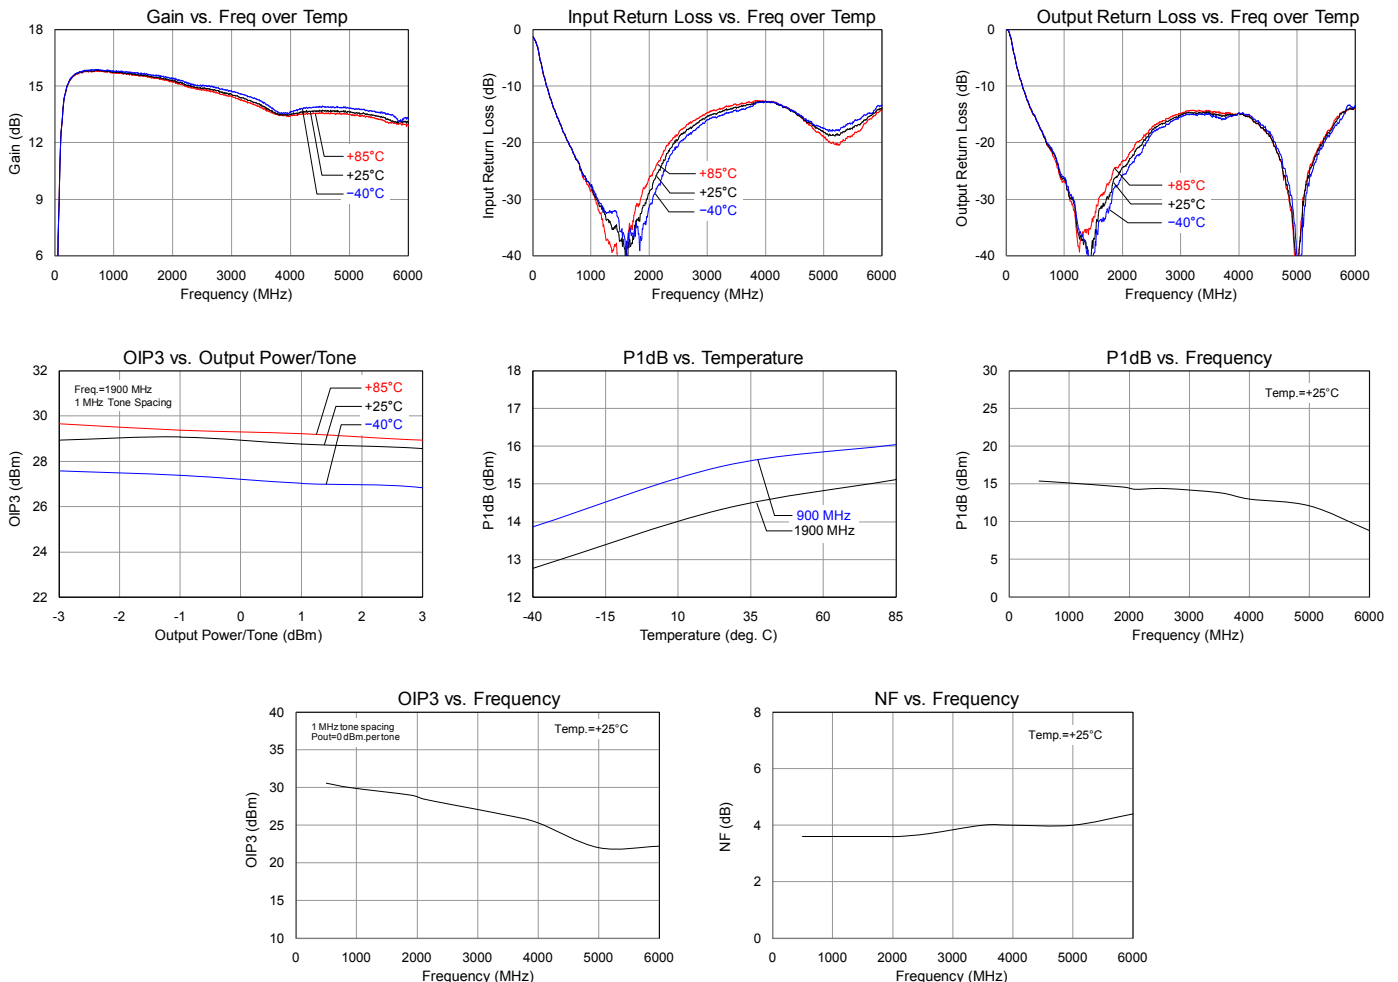 Gain vs. Freq over Temp
18
15
12
9
6
Gain (dB)
+85°C
+25°C
−40°C
0 1000 2000 3000 4000 5000 6000
Frequency (MHz)
Input Return Loss vs. Freq over Temp
0
-10
-20
-30
-40
Input Return Loss (dB)
+85°C
+25°C
−40°C
0 1000 2000 3000 4000 5000 6000
Frequency (MHz)
Output Return Loss vs. Freq over Temp
0
-10
-20
-30
-40
Output Return Loss (dB)
+85°C
+25°C
−40°C
0 1000 2000 3000 4000 5000 6000
Frequency (MHz)
OIP3 vs. Output Power/Tone
32
30
28
26
24
22
OIP3 (dBm)
Freq.=1900 MHz
1 MHz Tone Spacing
+85°C
+25°C
−40°C
-3 -2 -1 0 1 2 3
Output Power/Tone (dBm)
P1dB vs. Temperature
18
17
16
15
14
13
12
P1dB (dBm)
900 MHz
1900 MHz
-40 -15 10 35 60 85
Temperature (deg. C)
P1dB vs. Frequency
30
25
20
15
10
5
0
P1dB (dBm)
Temp.=+25°C
0 1000 2000 3000 4000 5000 6000
Frequency (MHz)
OIP3 vs. Frequency
40
35
30
25
20
15
10
OIP3 (dBm)
1 MHz tone spacing
Pout=0 dBm.per tone
Temp.=+25°C
0 1000 2000 3000 4000 5000 6000
Frequency (MHz)
NF vs. Frequency
8
6
4
2
0
NF (dB)
Temp.=+25°C
0 1000 2000 3000 4000 5000 6000
Frequency (MHz)